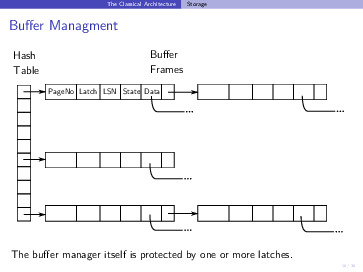 The Classical Architecture Storage
Buffer Managment
Hash
Table
Buffer
Frames
PageNo Latch LSN State Data
...
...
...
...
...
The buffer manager itself is protected by one or more latches.